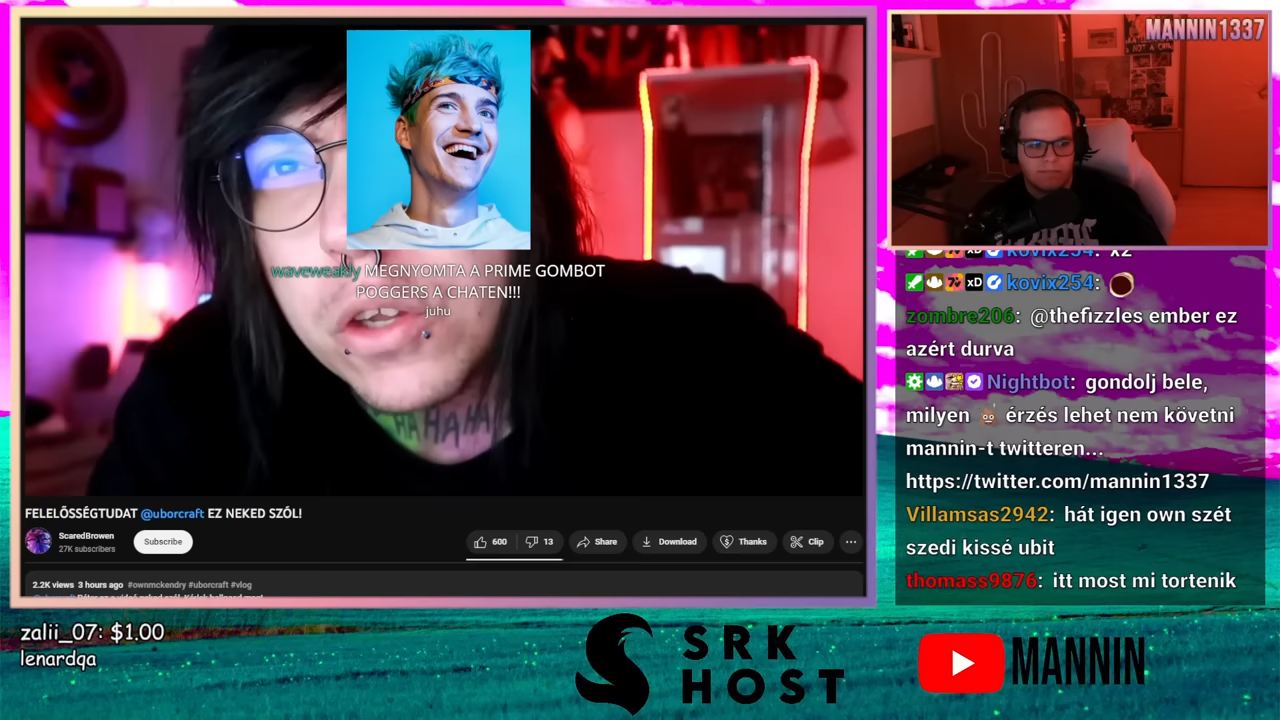 MANNIN1337
waveweakly MEGNYOMTA A PRIME GOMBOT
POGGERS A CHATEN!!!
juhu
HAHAHA
FELELŐSSÉGTUDAT @uborcraft EZ NEKED SZÓL!
ScaredBrowen
27K subscribers
Subscribe
600
13
Share
Download
Thanks
Clip
2.2K views 3 hours ago #ownmckendry #uborcraft #vlog
kovix254: x2
xD kovix254:
zombre206: @thefizzles ember ez
azért durva
Nightbot: gondolj bele,
milyen 💩 érzés lehet nem követni
mannin-t twitteren...
https://twitter.com/mannin1337
Villamsas2942: hát igen own szét
szedi kissé ubit
thomass9876: itt most mi tortenik
zalii_07: $1.00
lenardqa
SRK
HOST
MANNIN